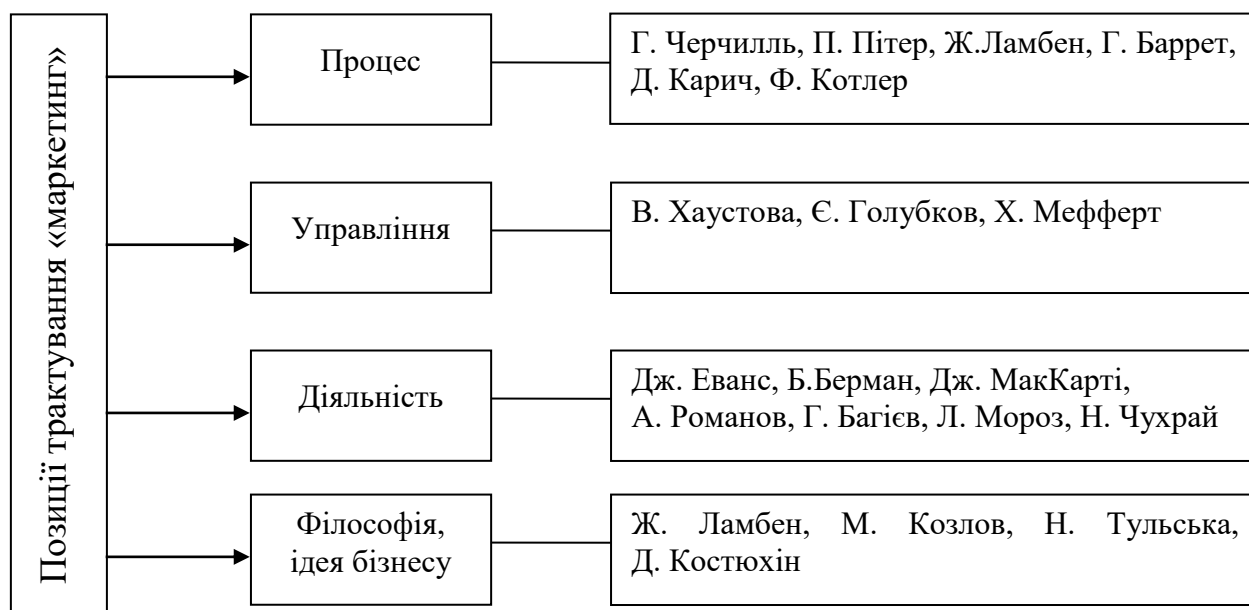 Позиції трактування «маркетинг»
Процес
Г. Черчилль, П. Пітер, Ж.Ламбен, Г. Баррет,
Д. Карич, Ф. Котлер
Управління
В. Хаустова, Є. Голубков, Х. Мефферт
Діяльність
Дж. Еванс, Б.Берман, Дж. МакКарті,
А. Романов, Г. Багієв, Л. Мороз, Н. Чухрай
Філософія,
ідея бізнесу
Ж. Ламбен, М. Козлов, Н. Тульська,
Д. Костюхін